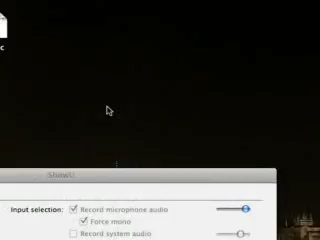 c
ShowU
Input selection: Record microphone audio
Force mono
Record system audio